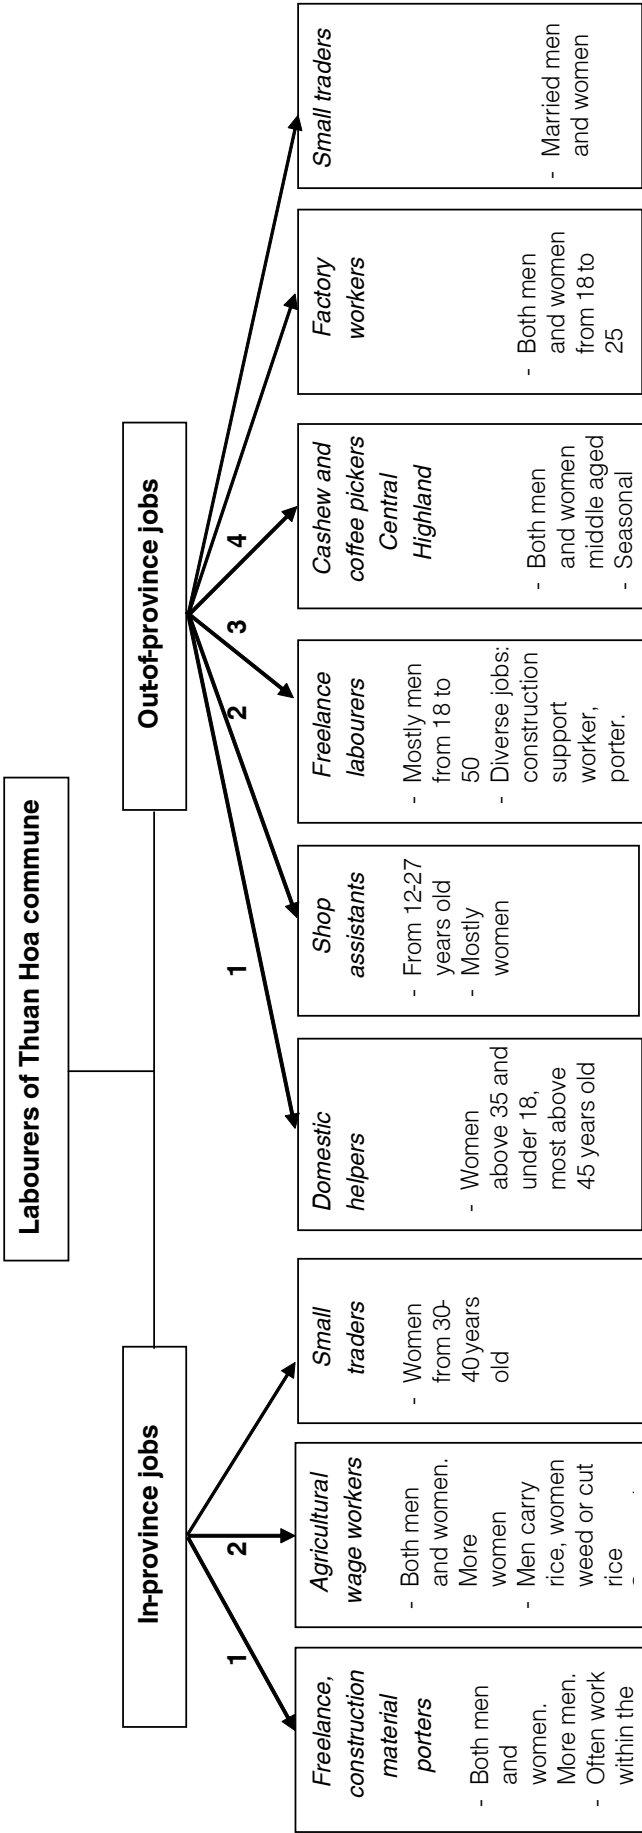 Labourers of Thuan Hoa commune
In-province jobs
Out-of-province jobs
1
2
1
2
3
4
Freelance,
construction
material
porters
- Both men
and
women.
More men.
- Often work
within the
Agricultural
wage workers
- Both men
and women.
More
women
- Men carry
rice, women
weed or cut
rice
Small
traders
- Women
from 30-
40 years
old
Domestic
helpers
- Women
above 35 and
under 18,
most above
45 years old
Shop
assistants
- From 12-27
years old
- Mostly
women
Freelance
labourers
- Mostly men
from 18 to
50
- Diverse jobs:
construction
support
worker,
porter.
Cashew and
coffee pickers
Central
Highland
- Both men
and women
middle aged
- Seasonal
Factory
workers
- Both men
and women
from 18 to
25
Small traders
- Married men
and women